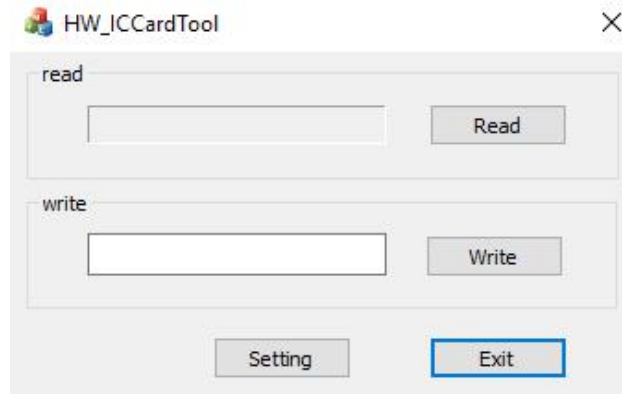 HW_ICCardTool
read
Read
write
Write
Setting
Exit